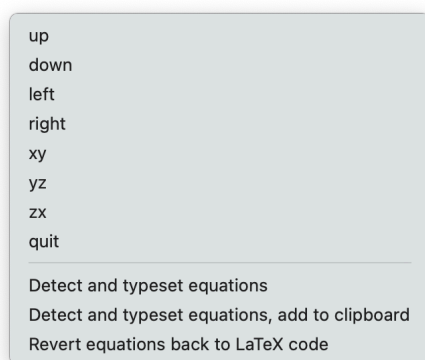 up
down
left
right
xy
yz
zx
quit
Detect and typeset equations
Detect and typeset equations, add to clipboard
Revert equations back to LaTeX code